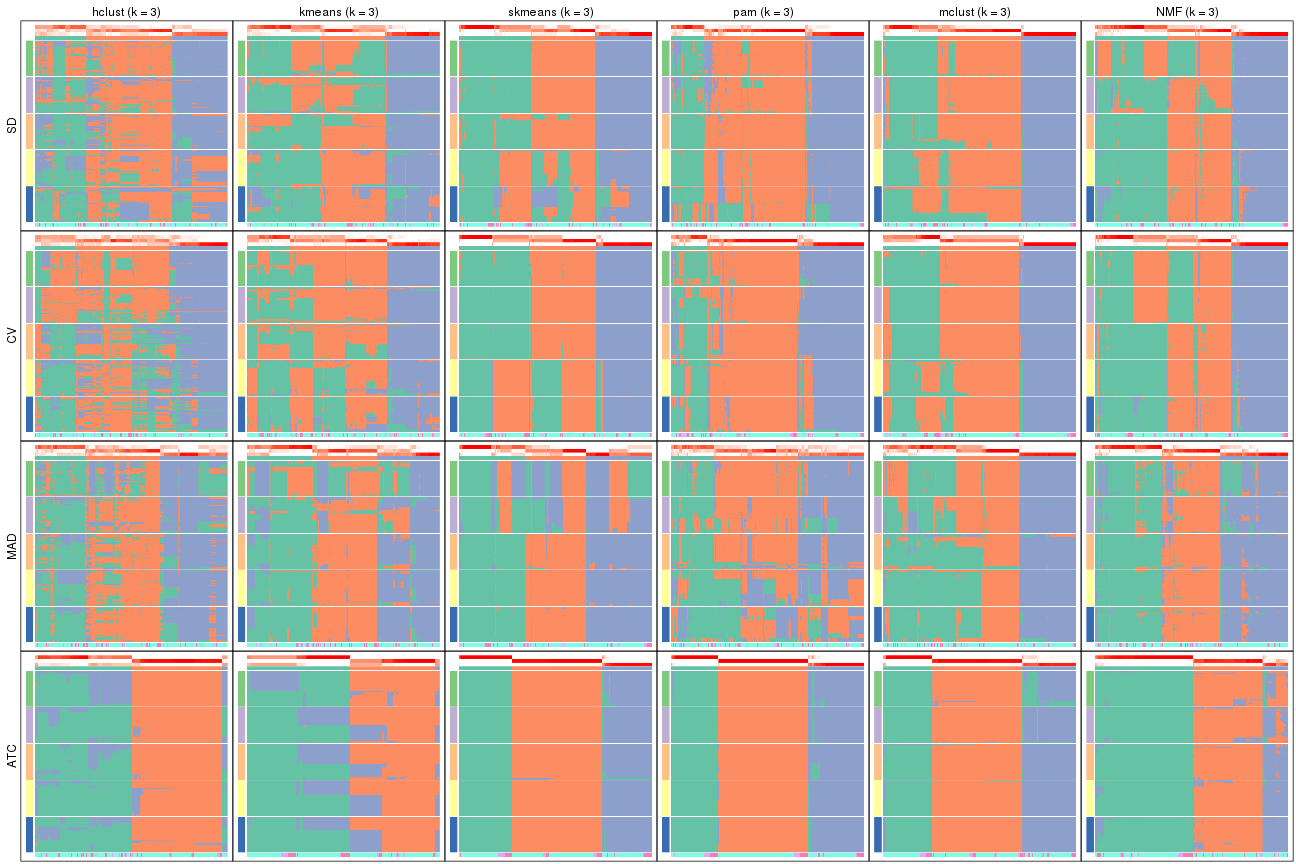 hclust (k = 3) kmeans (k = 3) skmeans (k = 3) pam (k = 3) mclust (k = 3) NMF (k = 3)
SD
CV
MAD
ATC